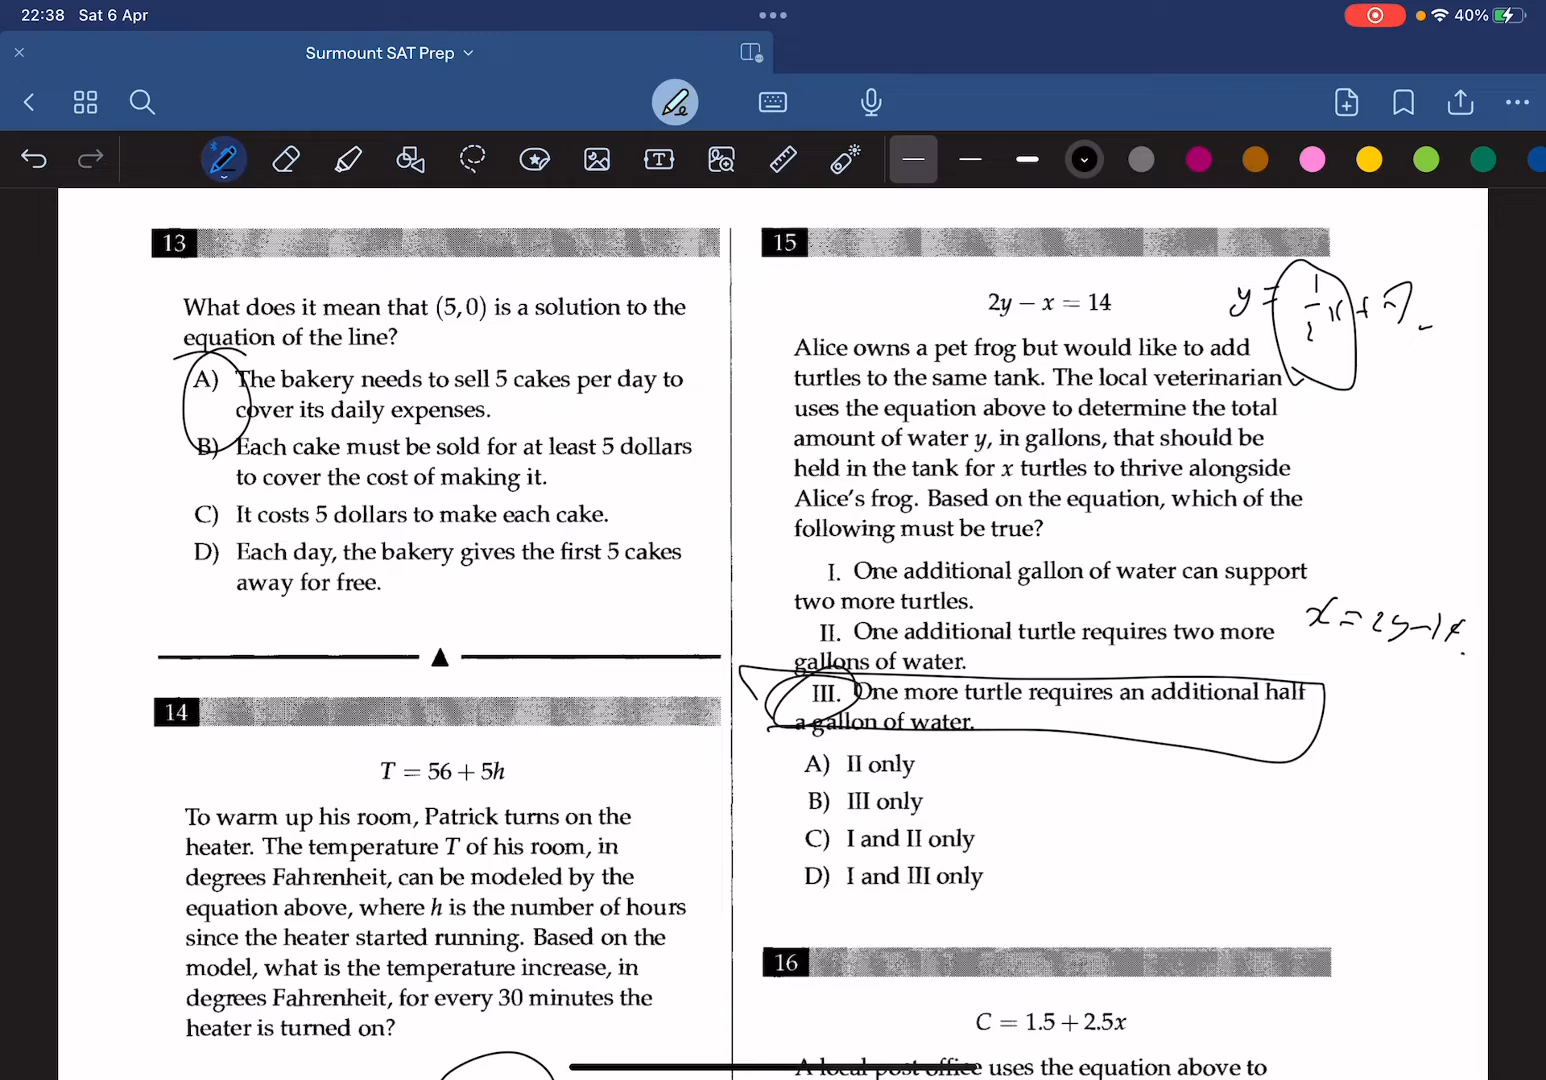 22:38 Sat 6 Apr
40%
Surmount SAT Prep
13
What does it mean that (5, 0) is a solution to the
equation of the line?
A) The bakery needs to sell 5 cakes per day to
cover its daily expenses.
B) Each cake must be sold for at least 5 dollars
to cover the cost of making it.
C) It costs 5 dollars to make each cake.
D) Each day, the bakery gives the first 5 cakes
away for free.
14
T = 56 + 5h
To warm up his room, Patrick turns on the
heater. The temperature T of his room, in
degrees Fahrenheit, can be modeled by the
equation above, where h is the number of hours
since the heater started running. Based on the
model, what is the temperature increase, in
degrees Fahrenheit, for every 30 minutes the
heater is turned on?
15
2y − x = 14
y = 1/2 x + 7
Alice owns a pet frog but would like to add
turtles to the same tank. The local veterinarian
uses the equation above to determine the total
amount of water y, in gallons, that should be
held in the tank for x turtles to thrive alongside
Alice's frog. Based on the equation, which of the
following must be true?
I. One additional gallon of water can support
two more turtles.
x = 2y − 14
II. One additional turtle requires two more
gallons of water.
III. One more turtle requires an additional half
a gallon of water.
A) II only
B) III only
C) I and II only
D) I and III only
16
C = 1.5 + 2.5x
A local post office uses the equation above to